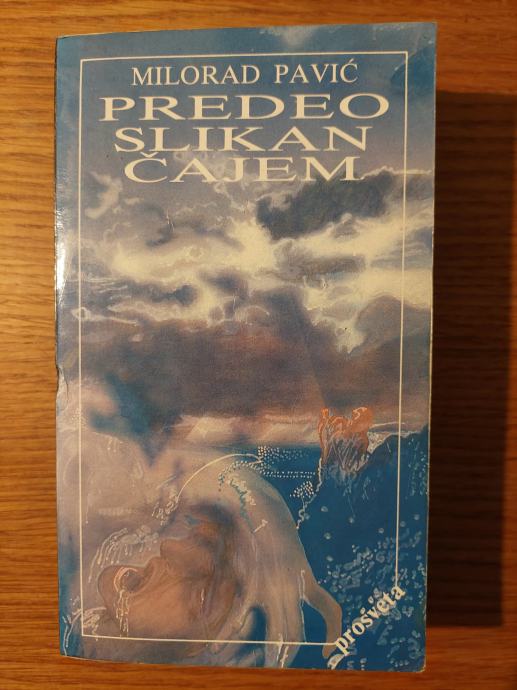 MILORAD PAVIĆ
PREDEO
SLIKAN
ČAJEM
prosveta